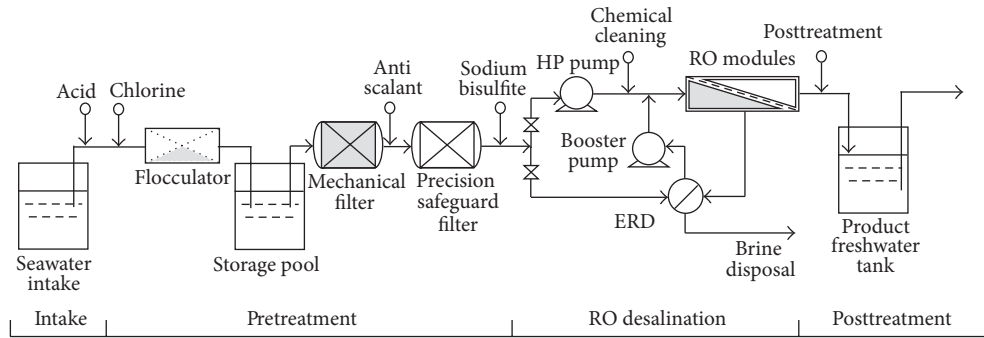 Acid
Chlorine
Flocculator
Seawater
intake
Storage pool
Mechanical
filter
Anti
scalant
Precision
safeguard
filter
Sodium
bisulfite
HP pump
Chemical
cleaning
Booster
pump
ERD
RO modules
Brine
disposal
Posttreatment
Product
freshwater
tank
Intake
Pretreatment
RO desalination
Posttreatment